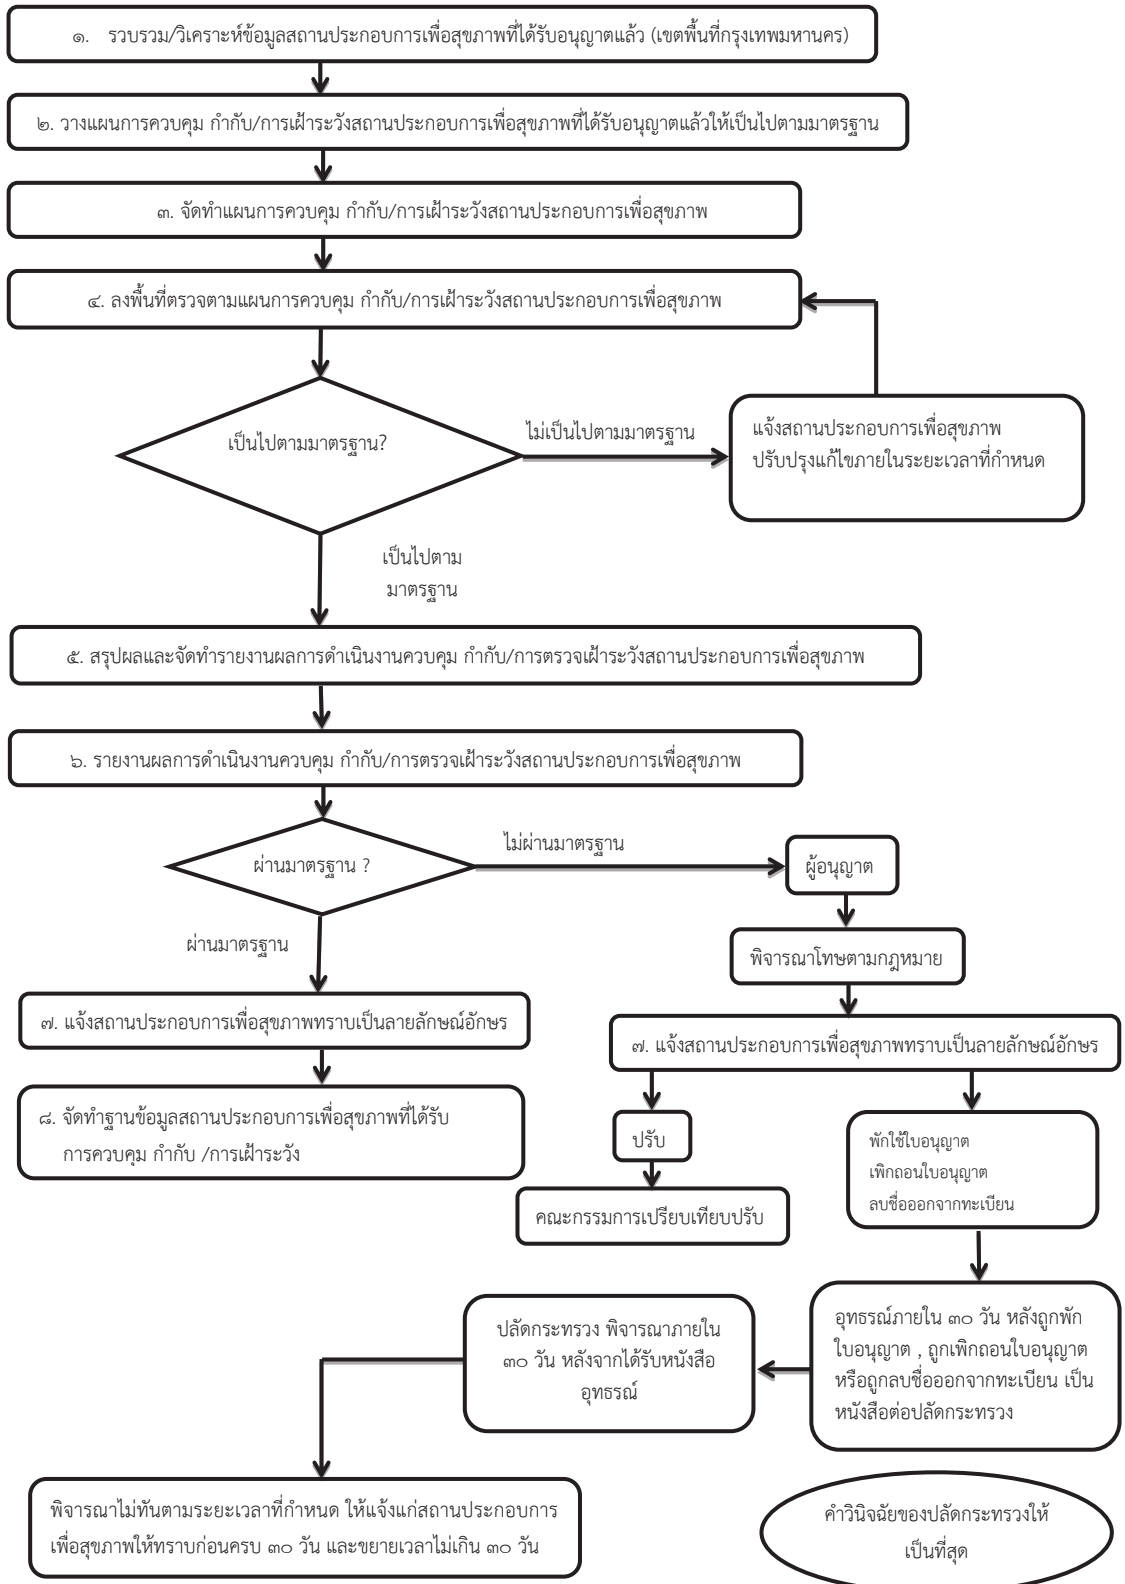 ๑. รวบรวม/วิเคราะห์ข้อมูลสถานประกอบการเพื่อสุขภาพที่ได้รับอนุญาตแล้ว (เขตพื้นที่กรุงเทพมหานคร)
๒. วางแผนการควบคุม กำกับ/การเฝ้าระวังสถานประกอบการเพื่อสุขภาพที่ได้รับอนุญาตแล้วให้เป็นไปตามมาตรฐาน
๓. จัดทำแผนการควบคุม กำกับ/การเฝ้าระวังสถานประกอบการเพื่อสุขภาพ
๔. ลงพื้นที่ตรวจตามแผนการควบคุม กำกับ/การเฝ้าระวังสถานประกอบการเพื่อสุขภาพ
เป็นไปตามมาตรฐาน?
ไม่เป็นไปตามมาตรฐาน
แจ้งสถานประกอบการเพื่อสุขภาพ
ปรับปรุงแก้ไขภายในระยะเวลาที่กำหนด
เป็นไปตาม
มาตรฐาน
๕. สรุปผลและจัดทำรายงานผลการดำเนินงานควบคุม กำกับ/การตรวจเฝ้าระวังสถานประกอบการเพื่อสุขภาพ
๖. รายงานผลการดำเนินงานควบคุม กำกับ/การตรวจเฝ้าระวังสถานประกอบการเพื่อสุขภาพ
ผ่านมาตรฐาน ?
ไม่ผ่านมาตรฐาน
ผู้อนุญาต
ผ่านมาตรฐาน
พิจารณาโทษตามกฎหมาย
๗. แจ้งสถานประกอบการเพื่อสุขภาพทราบเป็นลายลักษณ์อักษร
๗. แจ้งสถานประกอบการเพื่อสุขภาพทราบเป็นลายลักษณ์อักษร
๘. จัดทำฐานข้อมูลสถานประกอบการเพื่อสุขภาพที่ได้รับ
การควบคุม กำกับ /การเฝ้าระวัง
ปรับ
คณะกรรมการเปรียบเทียบปรับ
พักใช้ใบอนุญาต
เพิกถอนใบอนุญาต
ลบชื่อออกจากทะเบียน
อุทธรณ์ภายใน ๓๐ วัน หลังถูกพัก
ใบอนุญาต , ถูกเพิกถอนใบอนุญาต
หรือถูกลบชื่อออกจากทะเบียน เป็น
หนังสือต่อปลัดกระทรวง
ปลัดกระทรวง พิจารณาภายใน
๓๐ วัน หลังจากได้รับหนังสือ
อุทธรณ์
พิจารณาไม่ทันตามระยะเวลาที่กำหนด ให้แจ้งแก่สถานประกอบการ
เพื่อสุขภาพให้ทราบก่อนครบ ๓๐ วัน และขยายเวลาไม่เกิน ๓๐ วัน
คำวินิจฉัยของปลัดกระทรวงให้
เป็นที่สุด